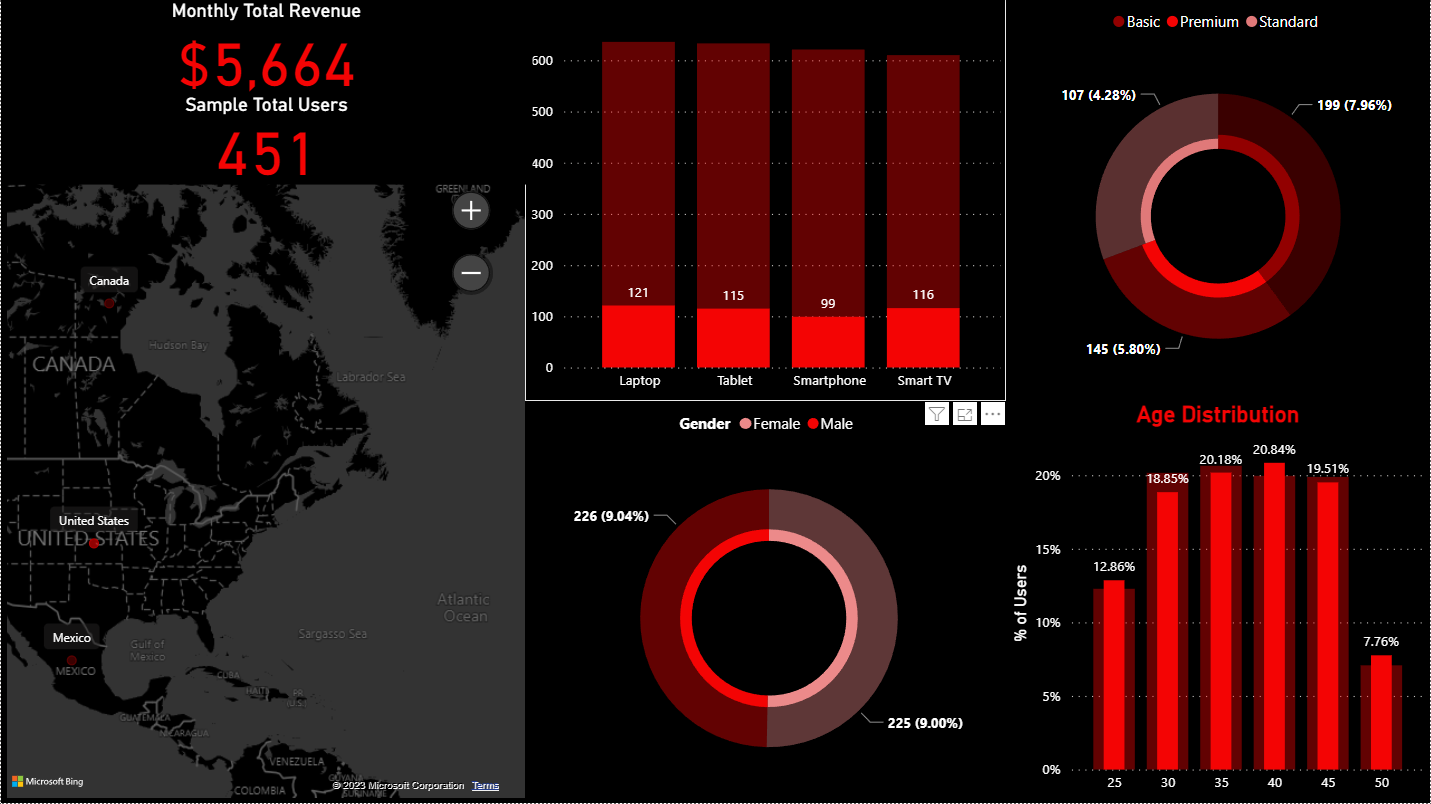 Monthly Total Revenue
$5,664
Sample Total Users
451
GREENLAND
Canada
CANADA
Hudson Bay
Labrador Sea
United States
UNITED STATES
Atlantic
Ocean
Mexico
Gulf of
Mexico
Sargasso Sea
MEXICO
CUBA
HAITI
PR
(U.S.)
GUATEMALA
NICARAGUA
VENEZUELA
GUYANA
SURINAME
COLOMBIA
Microsoft Bing
© 2023 Microsoft Corporation Terms
600
500
400
300
200
100
0
121
115
99
116
Laptop Tablet Smartphone Smart TV
Basic Premium Standard
107 (4.28%)
199 (7.96%)
145 (5.80%)
Gender Female Male
226 (9.04%)
225 (9.00%)
Age Distribution
% of Users
20%
15%
10%
5%
0%
12.86%
18.85%
20.18%
20.84%
19.51%
7.76%
25 30 35 40 45 50